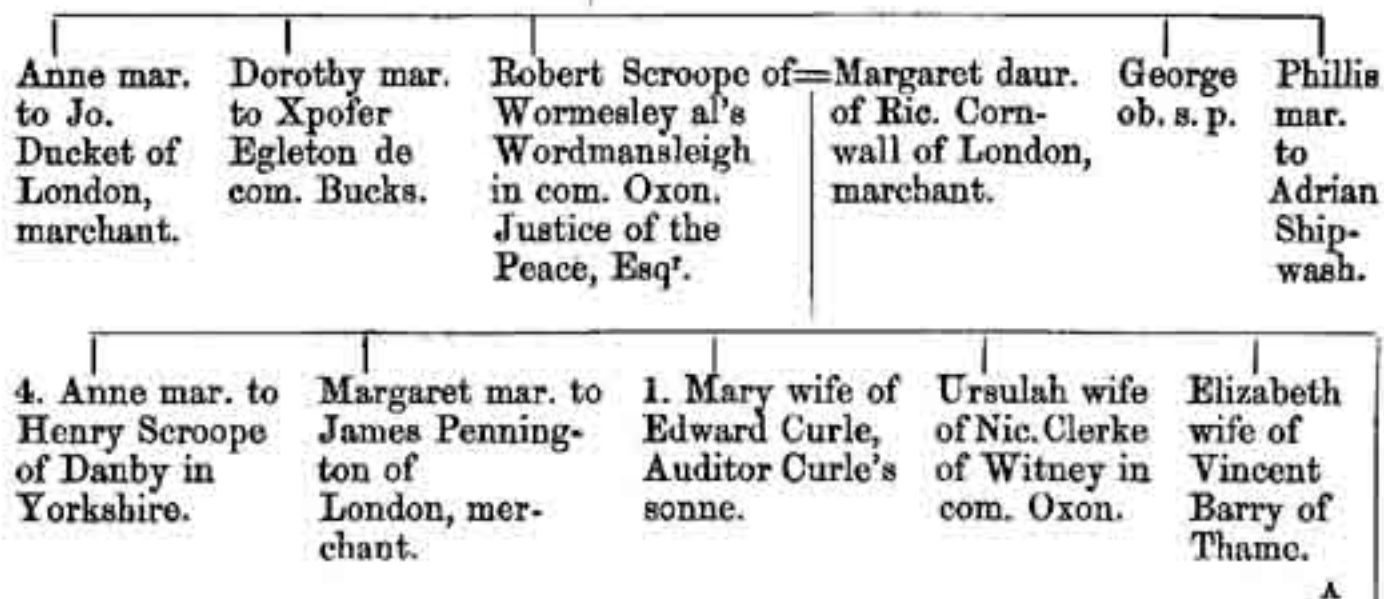 Anne mar.
to Jo.
Ducket of
London,
marchant.
Dorothy mar.
to Xpofer
Egleton de
com. Bucks.
Robert Scroope of
Wormesley al's
Wordmansleigh
in com. Oxon.
Justice of the
Peace, Esqʳ.
=Margaret daur.
of Ric. Corn-
wall of London,
marchant.
George
ob. s. p.
Phillis
mar.
to
Adrian
Ship-
wash.
4. Anne mar. to
Henry Scroope
of Danby in
Yorkshire.
Margaret mar. to
James Penning-
ton of
London, mer-
chant.
1. Mary wife of
Edward Curle,
Auditor Curle's
sonne.
Ursulah wife
of Nic. Clerke
of Witney in
com. Oxon.
Elizabeth
wife of
Vincent
Barry of
Thame.
A